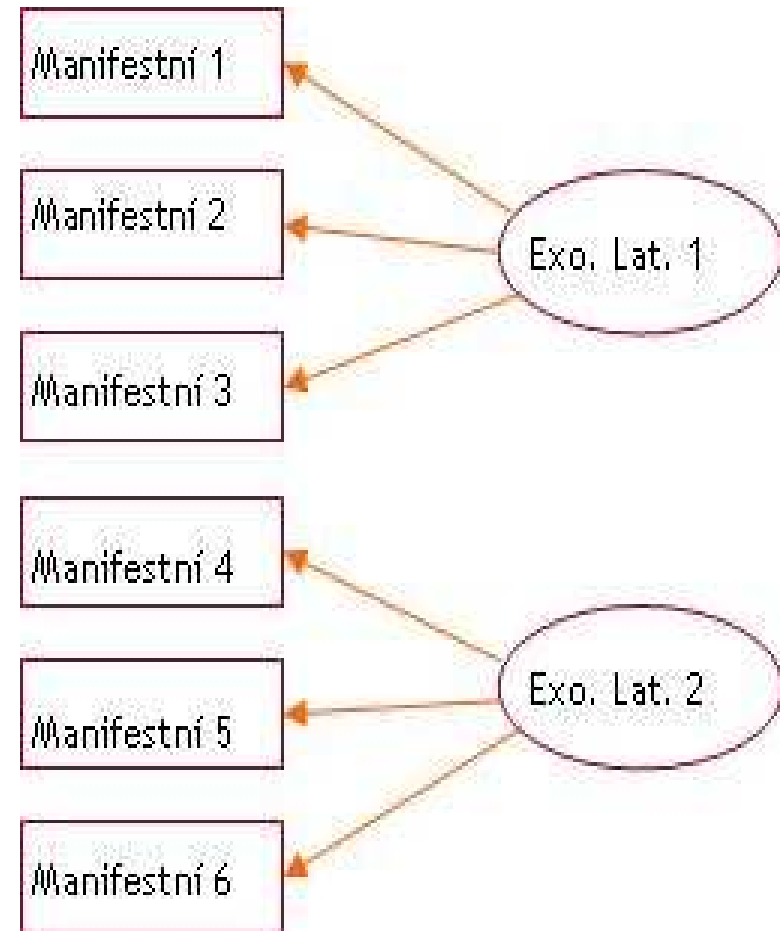 Manifestní 1
Manifestní 2
Exo. Lat. 1
Manifestní 3
Manifestní 4
Exo. Lat. 2
Manifestní 5
Manifestní 6